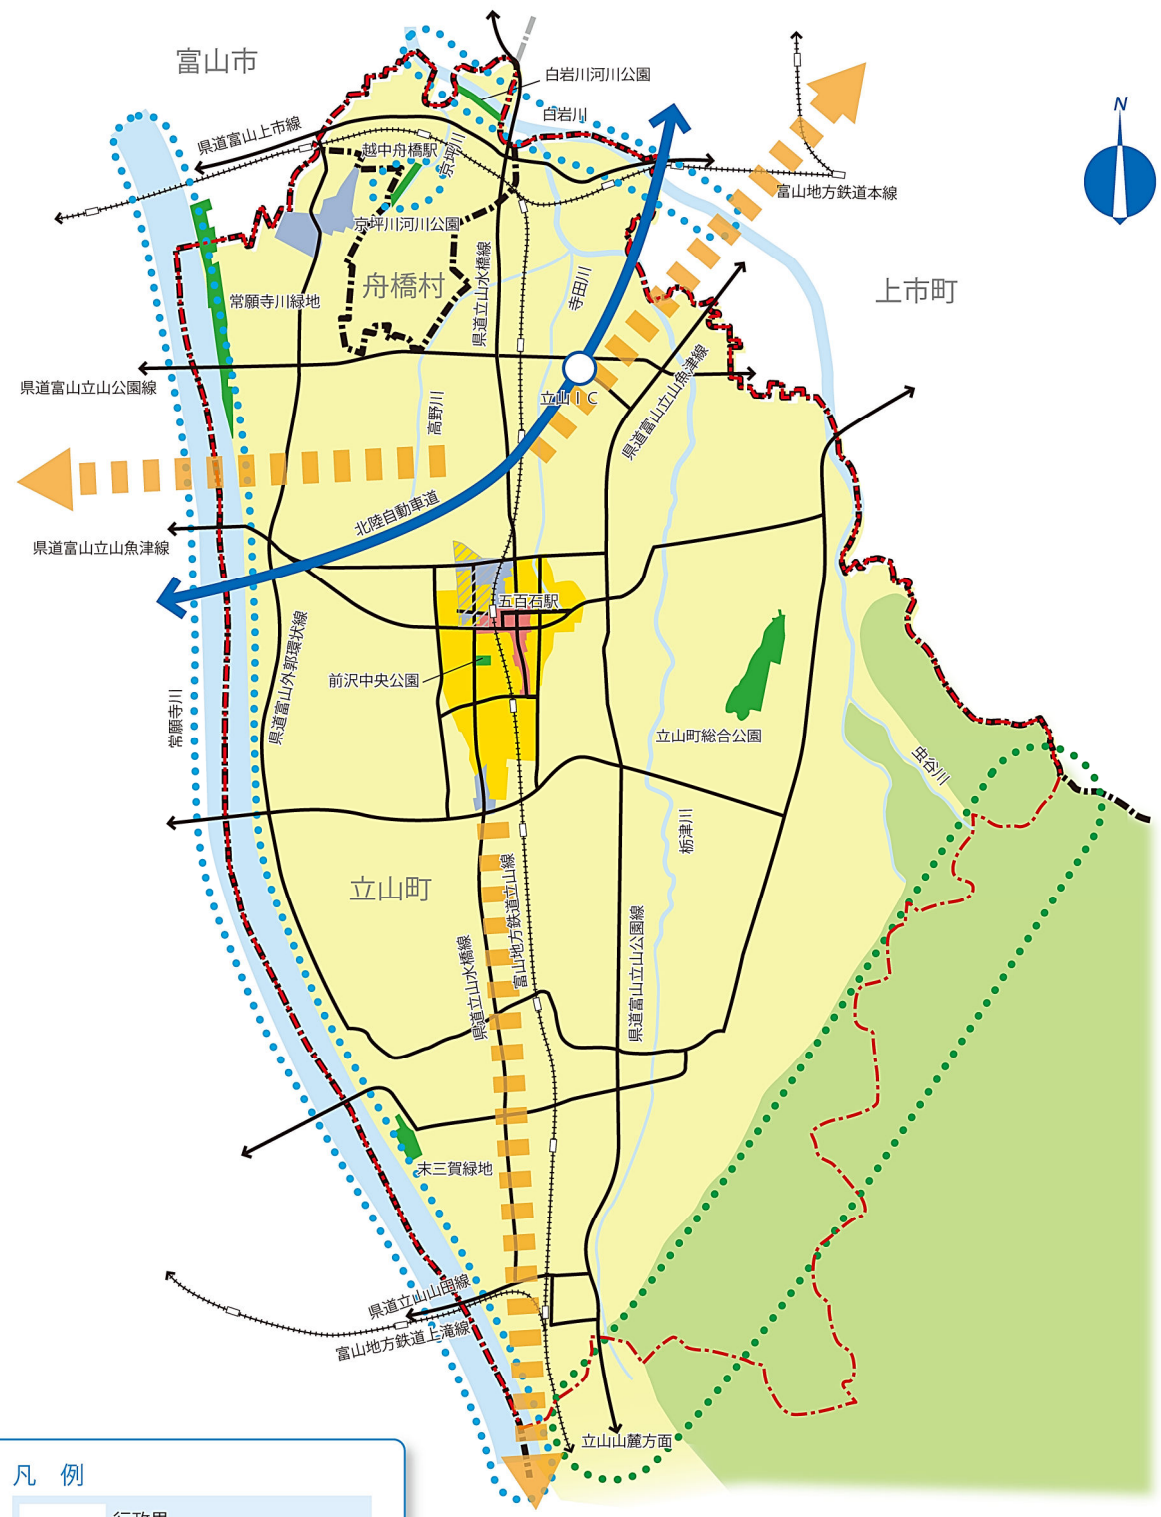 富山市
白岩川河川公園
N
白岩川
県道富山上市線
越中舟橋駅
京坪川
富山地方鉄道本線
京坪川河川公園
舟橋村
県道立山水橋線
寺田川
上市町
常願寺川緑地
県道富山立山公園線
立山IC
県道富山立山魚津線
高野川
北陸自動車道
県道富山立山魚津線
五百石駅
前沢中央公園
県道富山外郭環状線
常願寺川
立山町総合公園
虫谷川
栃津川
立山町
富山地方鉄道立山線
県道立山水橋線
県道富山立山公園線
末三賀緑地
県道立山山田線
富山地方鉄道上滝線
立山山麓方面
凡 例
行政界